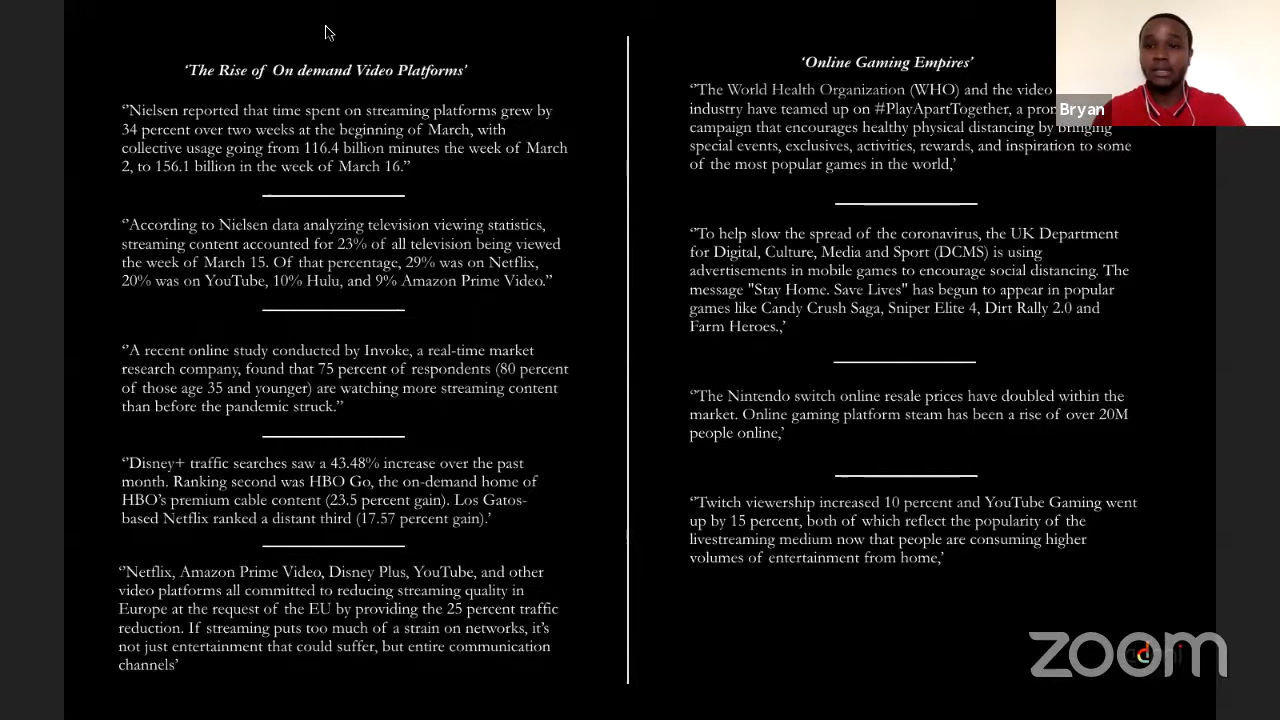 ‘The Rise of On demand Video Platforms’
‘’Nielsen reported that time spent on streaming platforms grew by
34 percent over two weeks at the beginning of March, with
collective usage going from 116.4 billion minutes the week of March
2, to 156.1 billion in the week of March 16.”
‘’According to Nielsen data analyzing television viewing statistics,
streaming content accounted for 23% of all television being viewed
the week of March 15. Of that percentage, 29% was on Netflix,
20% was on YouTube, 10% Hulu, and 9% Amazon Prime Video.”
‘’A recent online study conducted by Invoke, a real-time market
research company, found that 75 percent of respondents (80 percent
of those age 35 and younger) are watching more streaming content
than before the pandemic struck.”
‘’Disney+ traffic searches saw a 43.48% increase over the past
month. Ranking second was HBO Go, the on-demand home of
HBO’s premium cable content (23.5 percent gain). Los Gatos-
based Netflix ranked a distant third (17.57 percent gain).’
‘’Netflix, Amazon Prime Video, Disney Plus, YouTube, and other
video platforms all committed to reducing streaming quality in
Europe at the request of the EU by providing the 25 percent traffic
reduction. If streaming puts too much of a strain on networks, it’s
not just entertainment that could suffer, but entire communication
channels’
‘Online Gaming Empires’
‘’The World Health Organization (WHO) and the video
industry have teamed up on #PlayApartTogether, a
campaign that encourages healthy physical distancing by bringing
special events, exclusives, activities, rewards, and inspiration to some
of the most popular games in the world,’
‘’To help slow the spread of the coronavirus, the UK Department
for Digital, Culture, Media and Sport (DCMS) is using
advertisements in mobile games to encourage social distancing. The
message "Stay Home. Save Lives" has begun to appear in popular
games like Candy Crush Saga, Sniper Elite 4, Dirt Rally 2.0 and
Farm Heroes.,’
‘’The Nintendo switch online resale prices have doubled within the
market. Online gaming platform steam has been a rise of over 20M
people online,’
‘’Twitch viewership increased 10 percent and YouTube Gaming went
up by 15 percent, both of which reflect the popularity of the
livestreaming medium now that people are consuming higher
volumes of entertainment from home,’
Bryan
zoom